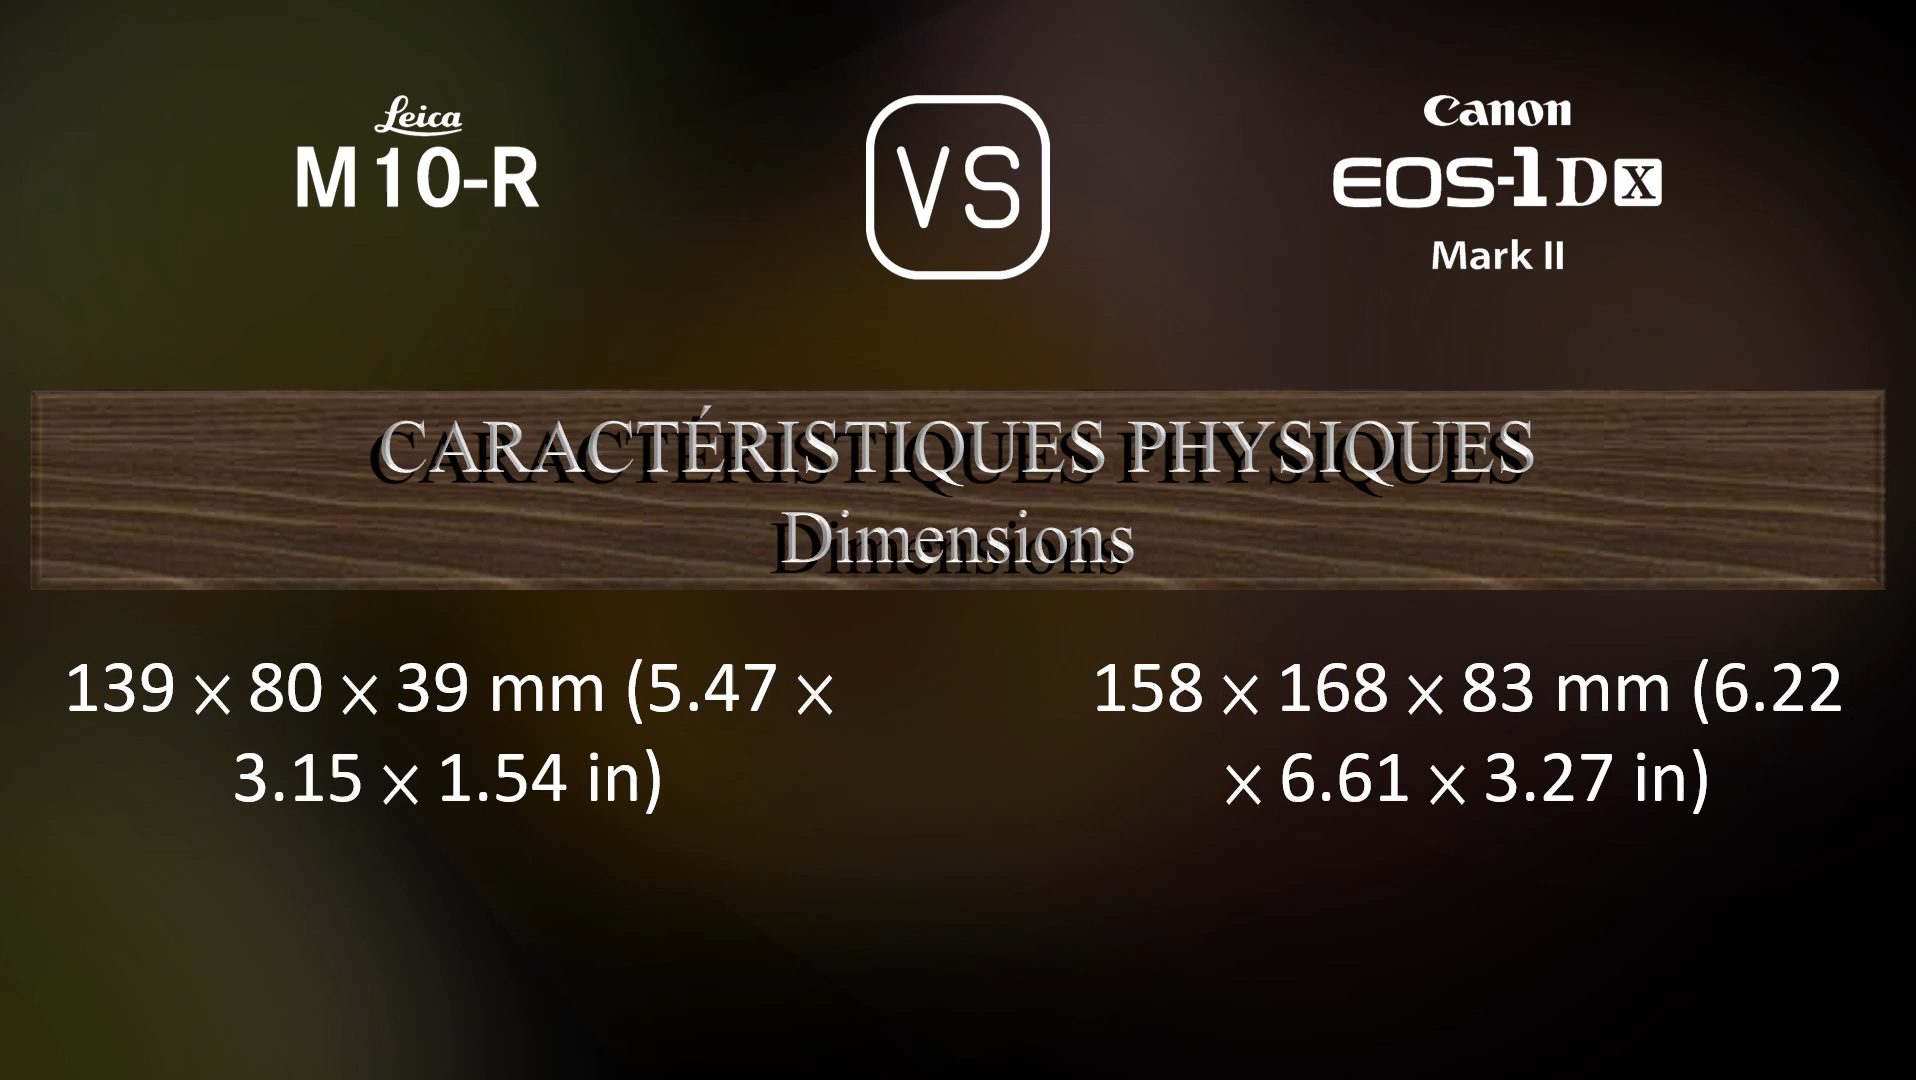 Leica
M10-R
VS
Canon
EOS-1DX
Mark II
CARACTÉRISTIQUES PHYSIQUES
Dimensions
139 x 80 x 39 mm (5.47 x
3.15 x 1.54 in)
158 x 168 x 83 mm (6.22
x 6.61 x 3.27 in)